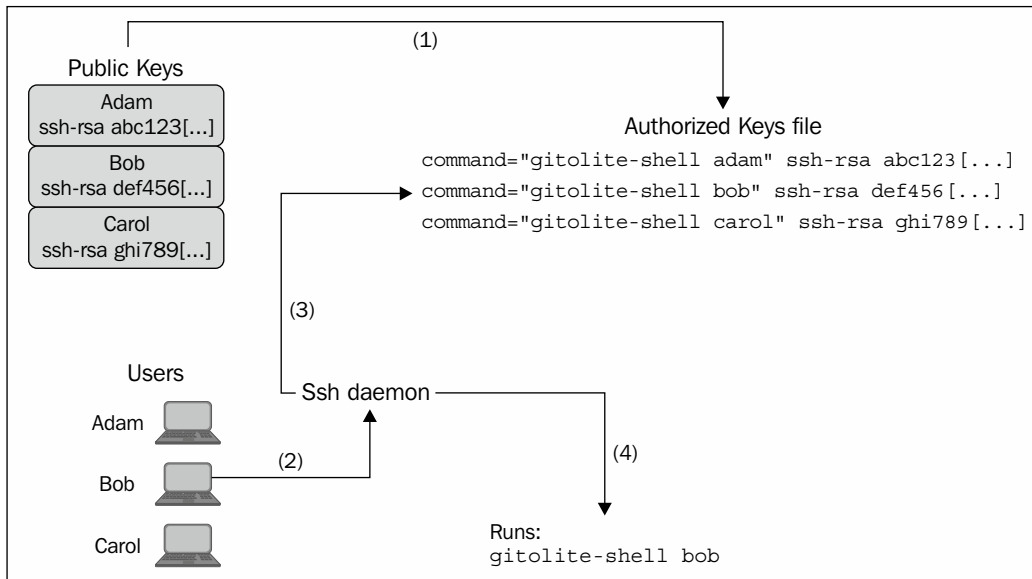 (1)
Public Keys
Adam
ssh-rsa abc123[...]
Bob
ssh-rsa def456[...]
Carol
ssh-rsa ghi789[...]
Authorized Keys file
command="gitolite-shell adam" ssh-rsa abc123[...]
command="gitolite-shell bob" ssh-rsa def456[...]
command="gitolite-shell carol" ssh-rsa ghi789[...]
(3)
Users
Ssh daemon
Adam
(2)
(4)
Bob
Carol
Runs:
gitolite-shell bob